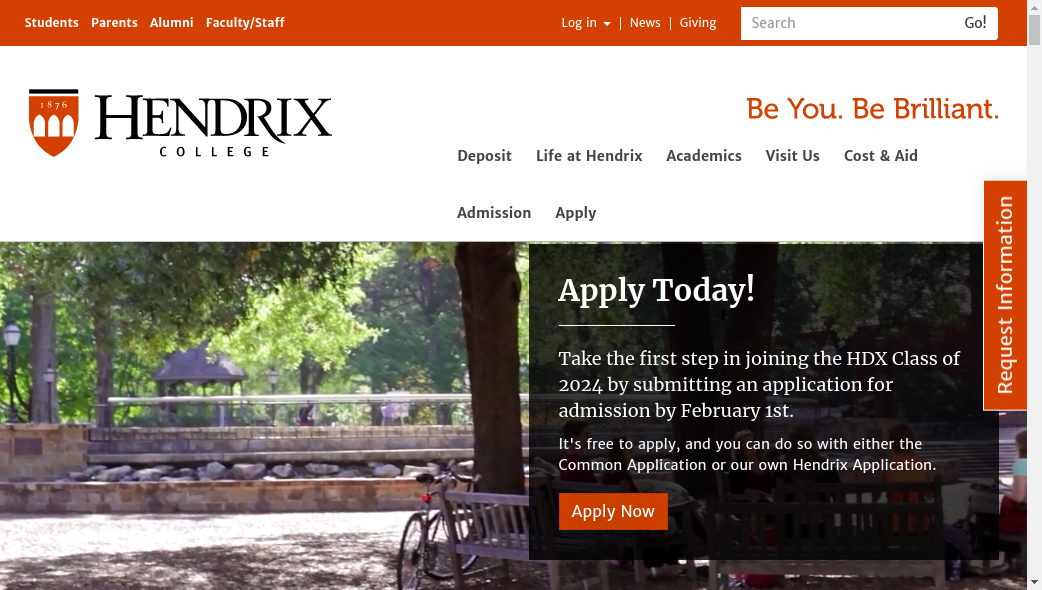 Students Parents Alumni Faculty/Staff Log in | News | Giving Search Go!
1876
HENDRIX
COLLEGE
Be You. Be Brilliant.
Deposit Life at Hendrix Academics Visit Us Cost & Aid
Admission Apply
Request Information
Apply Today!
Take the first step in joining the HDX Class of
2024 by submitting an application for
admission by February 1st.
It's free to apply, and you can do so with either the
Common Application or our own Hendrix Application.
Apply Now